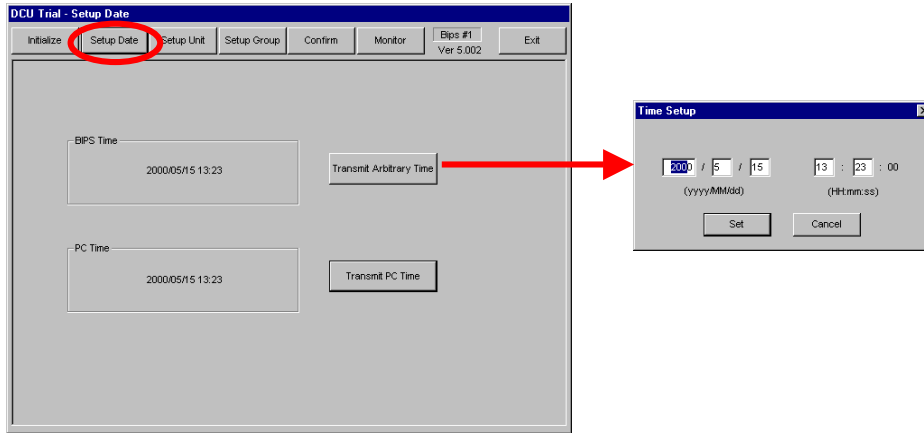 DCU Trial - Setup Date
Initialize Setup Date Setup Unit Setup Group Confirm Monitor Bips #1 Exit
Ver 5.002
BIPS Time
2000/05/15 13:23
Transmit Arbitrary Time
PC Time
2000/05/15 13:23
Transmit PC Time
Time Setup
2000 / 5 / 15 13 : 23 : 00
(yyyy/MM/dd) (HH:mm:ss)
Set Cancel